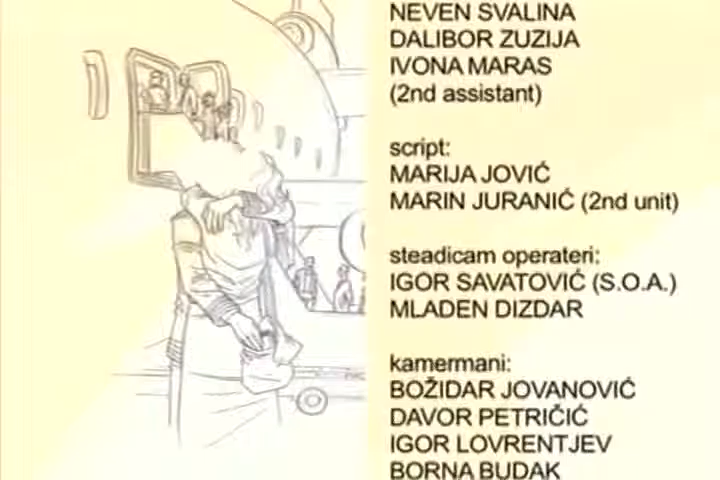 NEVEN SVALINA
DALIBOR ZUZIJA
IVONA MARAS
(2nd assistant)
script:
MARIJA JOVIĆ
MARIN JURANIĆ (2nd unit)
steadicam operateri:
IGOR SAVATOVIĆ (S.O.A.)
MLADEN DIZDAR
kamermani:
BOŽIDAR JOVANOVIĆ
DAVOR PETRIČIĆ
IGOR LOVRENTJEV
BORNA BUDAK